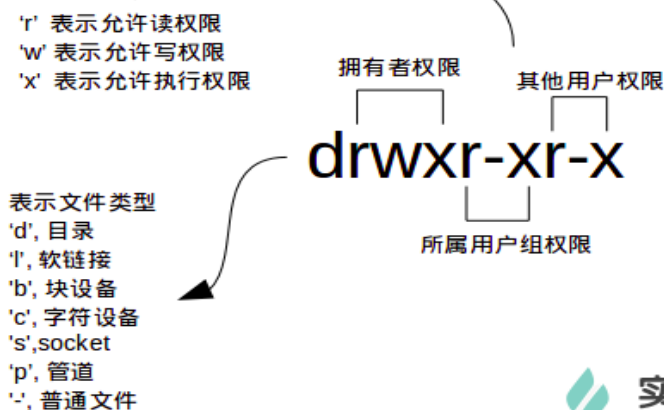 'r' 表示允许读权限
'w' 表示允许写权限
'x' 表示允许执行权限
拥有者权限
其他用户权限
drwxr-xr-x
所属用户组权限
表示文件类型
'd', 目录
'l', 软链接
'b', 块设备
'c', 字符设备
's',socket
'p', 管道
'-', 普通文件
实